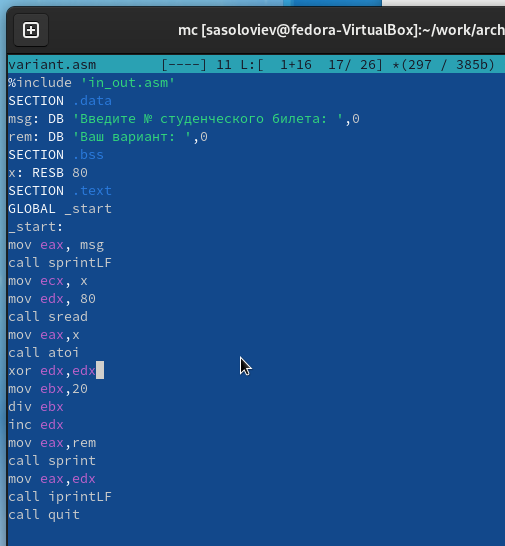 mc [sasoloviev@fedora-VirtualBox]:~/work/arch
variant.asm [----] 11 L:[ 1+16 17/ 26] *(297 / 385b)
%include 'in_out.asm'
SECTION .data
msg: DB 'Введите № студенческого билета: ',0
rem: DB 'Ваш вариант: ',0
SECTION .bss
x: RESB 80
SECTION .text
GLOBAL _start
_start:
mov eax, msg
call sprintLF
mov ecx, x
mov edx, 80
call sread
mov eax,x
call atoi
xor edx,edx
mov ebx,20
div ebx
inc edx
mov eax,rem
call sprint
mov eax,edx
call iprintLF
call quit